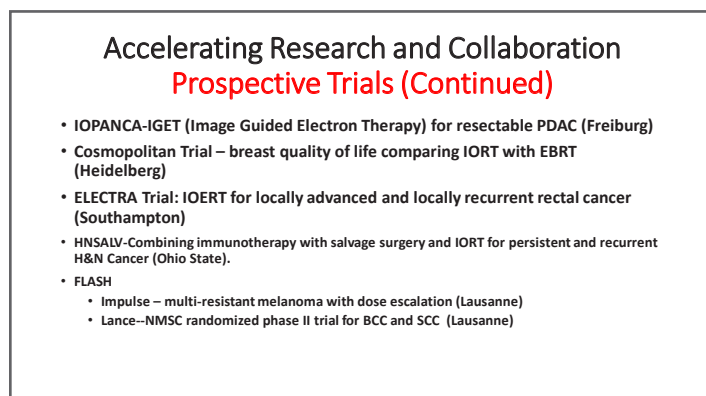 Accelerating Research and Collaboration
Prospective Trials (Continued)
• IOPANCA-IGET (Image Guided Electron Therapy) for resectable PDAC (Freiburg)
• Cosmopolitan Trial – breast quality of life comparing IORT with EBRT
(Heidelberg)
• ELECTRA Trial: IOERT for locally advanced and locally recurrent rectal cancer
(Southampton)
• HNSALV-Combining immunotherapy with salvage surgery and IORT for persistent and recurrent
H&N Cancer (Ohio State).
• FLASH
• Impulse – multi-resistant melanoma with dose escalation (Lausanne)
• Lance--NMSC randomized phase II trial for BCC and SCC (Lausanne)